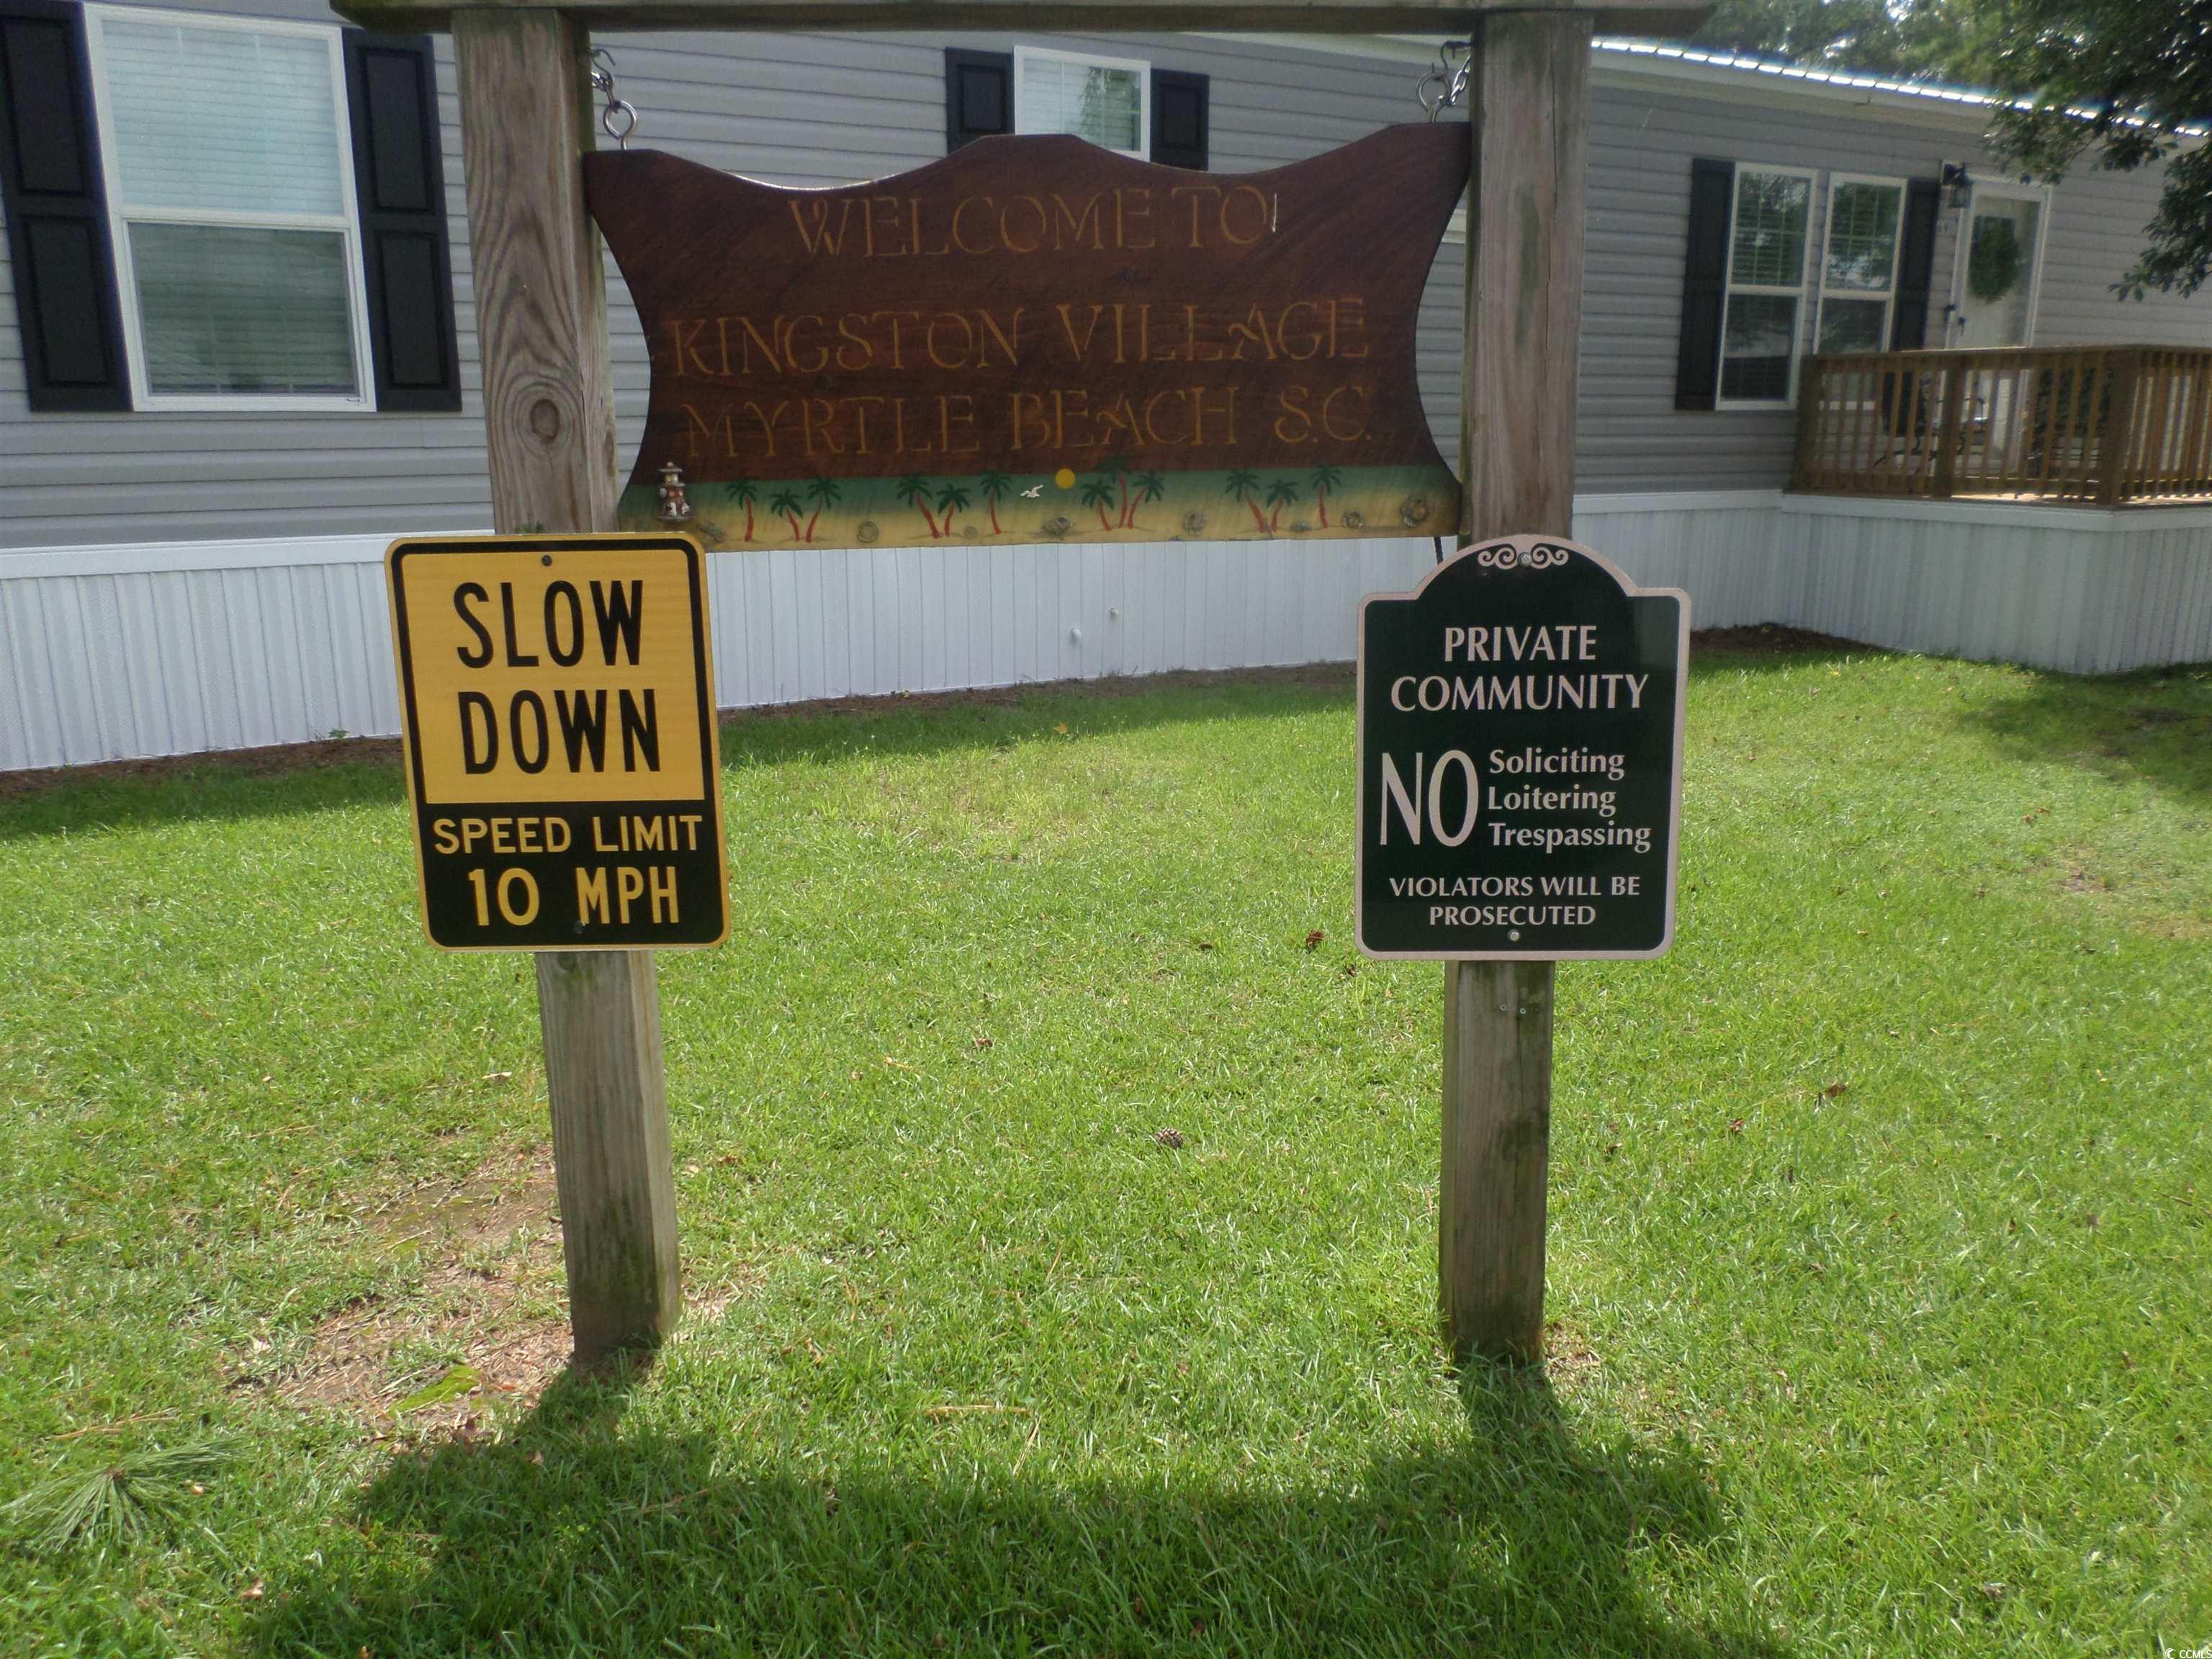 WELCOME TO
KINGSTON VILLAGE
MYRTLE BEACH S.C.
SLOW
DOWN
SPEED LIMIT
10 MPH
PRIVATE
COMMUNITY
NO Soliciting
Loitering
Trespassing
VIOLATORS WILL BE
PROSECUTED
© CCMLS